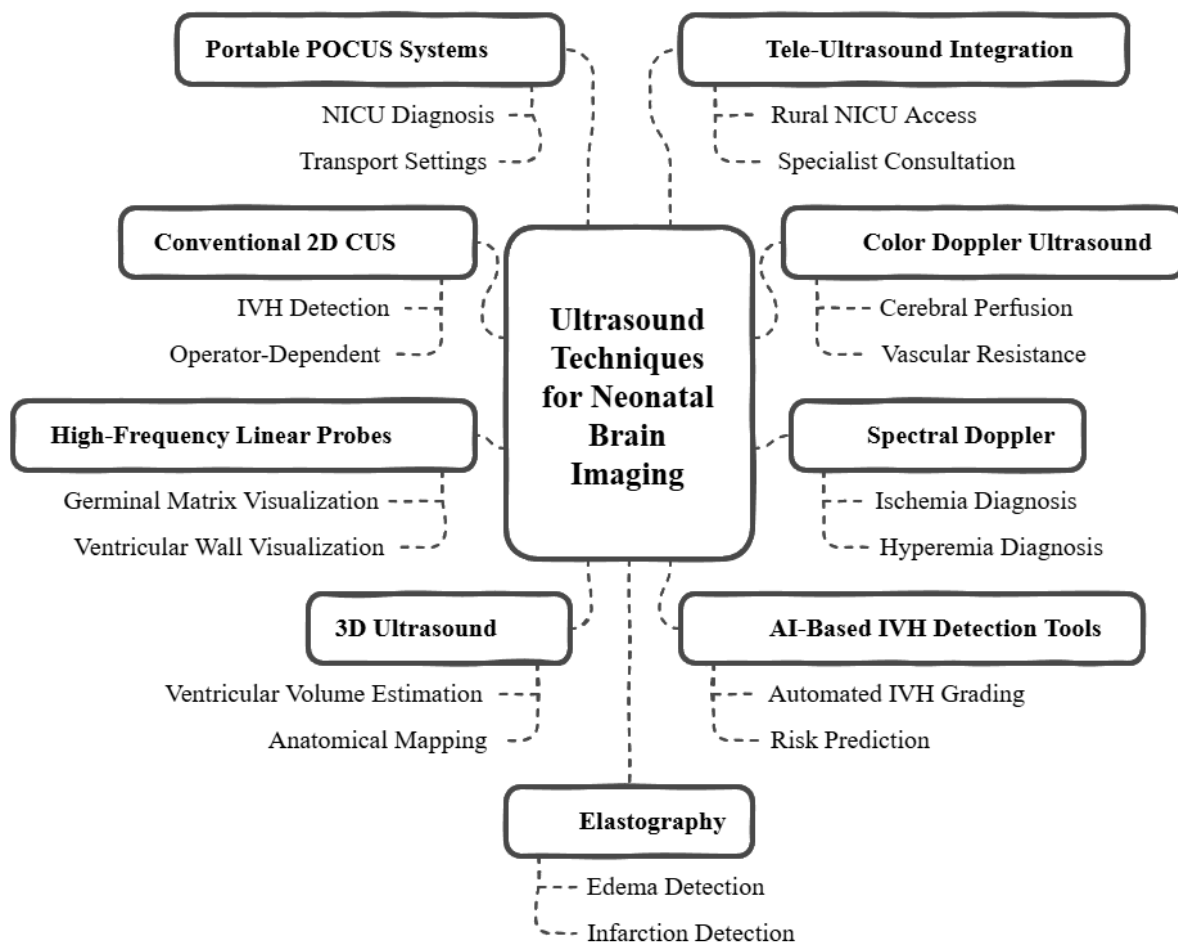 Portable POCUS Systems
NICU Diagnosis
Transport Settings
Tele-Ultrasound Integration
Rural NICU Access
Specialist Consultation
Conventional 2D CUS
IVH Detection
Operator-Dependent
Color Doppler Ultrasound
Cerebral Perfusion
Vascular Resistance
Ultrasound
Techniques
for Neonatal
Brain
Imaging
High-Frequency Linear Probes
Germinal Matrix Visualization
Ventricular Wall Visualization
Spectral Doppler
Ischemia Diagnosis
Hyperemia Diagnosis
3D Ultrasound
Ventricular Volume Estimation
Anatomical Mapping
AI-Based IVH Detection Tools
Automated IVH Grading
Risk Prediction
Elastography
Edema Detection
Infarction Detection